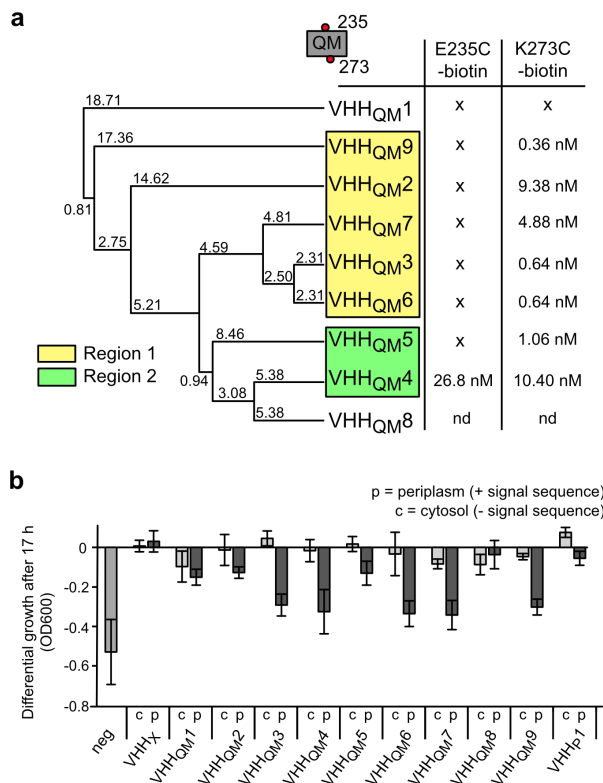 a
235
QM
273
E235C
-biotin
K273C
-biotin
18.71
VHHQM1 x x
17.36
VHHQM9 x 0.36 nM
14.62
VHHQM2 x 9.38 nM
0.81
4.81
VHHQM7 x 4.88 nM
2.75
4.59
2.31
VHHQM3 x 0.64 nM
2.50
2.31
VHHQM6 x 0.64 nM
5.21
8.46
VHHQM5 x 1.06 nM
Region 1
Region 2
0.94
5.38
VHHQM4 26.8 nM 10.40 nM
3.08
5.38
VHHQM8 nd nd
b
p = periplasm (+ signal sequence)
c = cytosol (- signal sequence)
Differential growth after 17 h
(OD600)
0
-0.2
-0.4
-0.6
-0.8
c p c p c p c p c p c p c p c p c p c p c p
neg VHHX VHHQM1 VHHQM2 VHHQM3 VHHQM4 VHHQM5 VHHQM6 VHHQM7 VHHQM8 VHHQM9 VHHP1